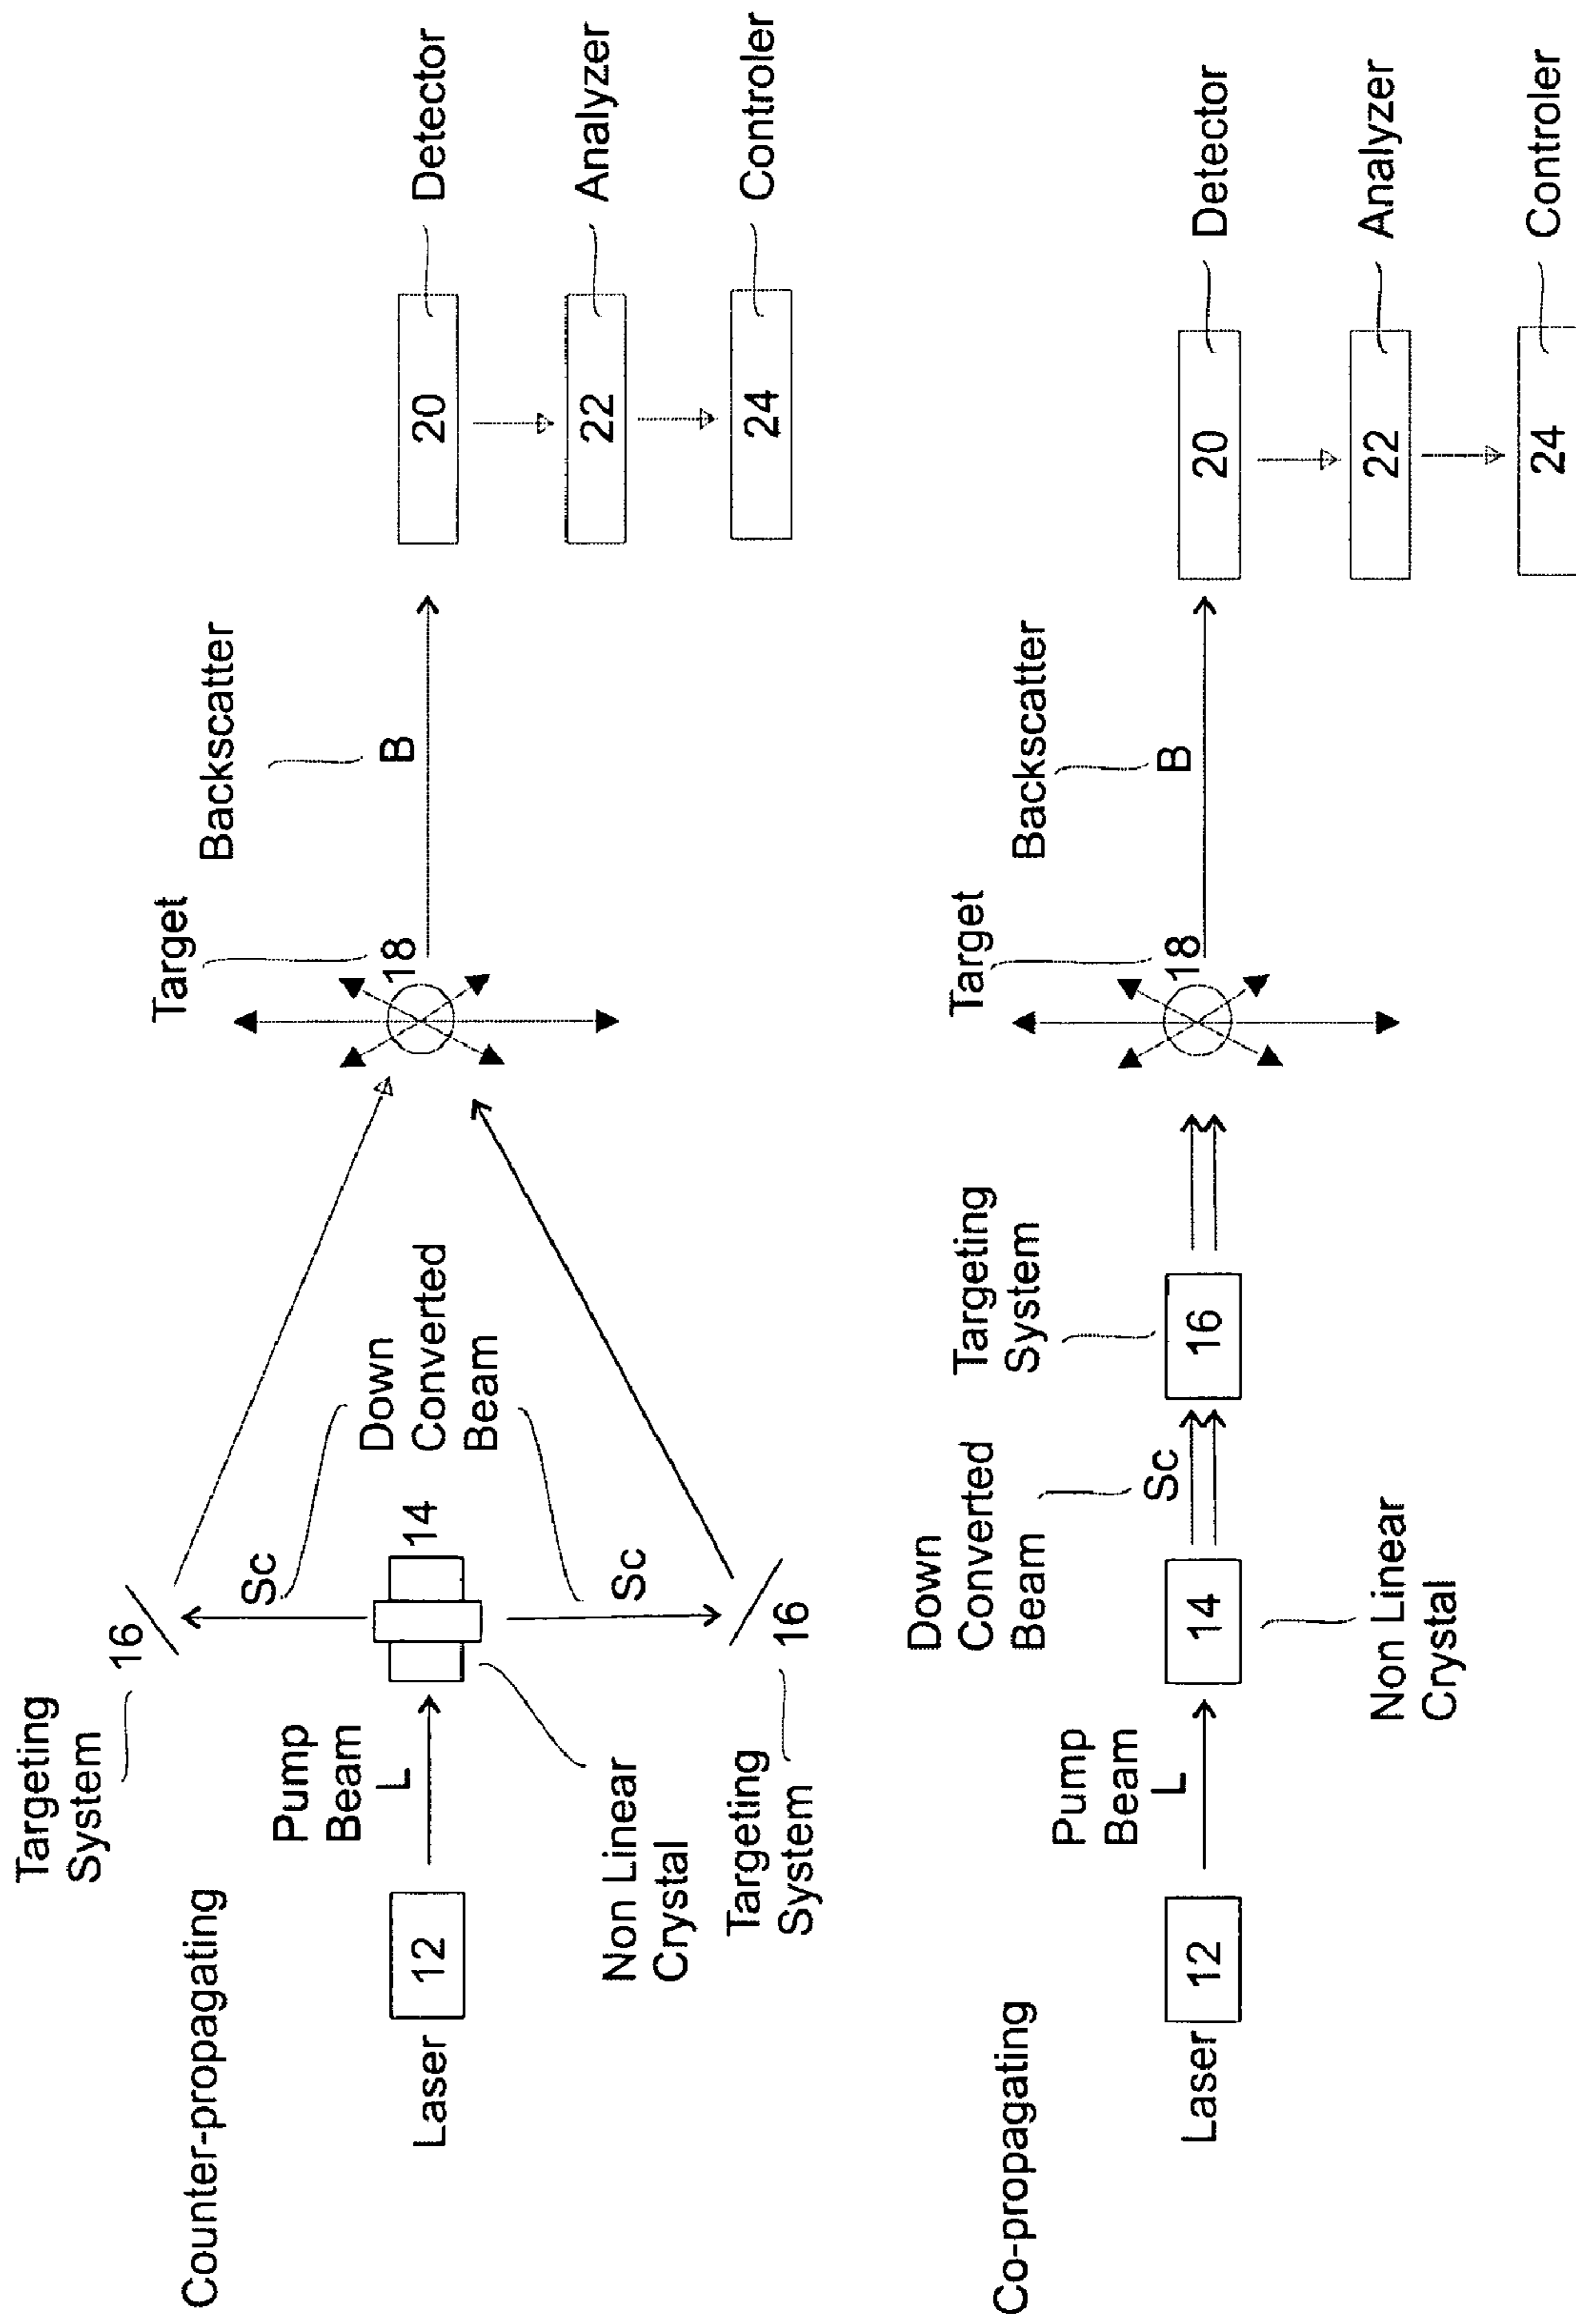 Counter-propagating
Targeting
System
16
Pump
Beam
L
Laser
12
Non Linear
Crystal
14
Sc
Down
Converted
Beam
Sc
16
Targeting
System
Target
18
Backscatter
B
20
Detector
22
Analyzer
24
Controler
Co-propagating
Laser
12
Pump
Beam
L
14
Non Linear
Crystal
Down
Converted
Beam
Sc
Targeting
System
16
Target
18
Backscatter
B
20
Detector
22
Analyzer
24
Controler